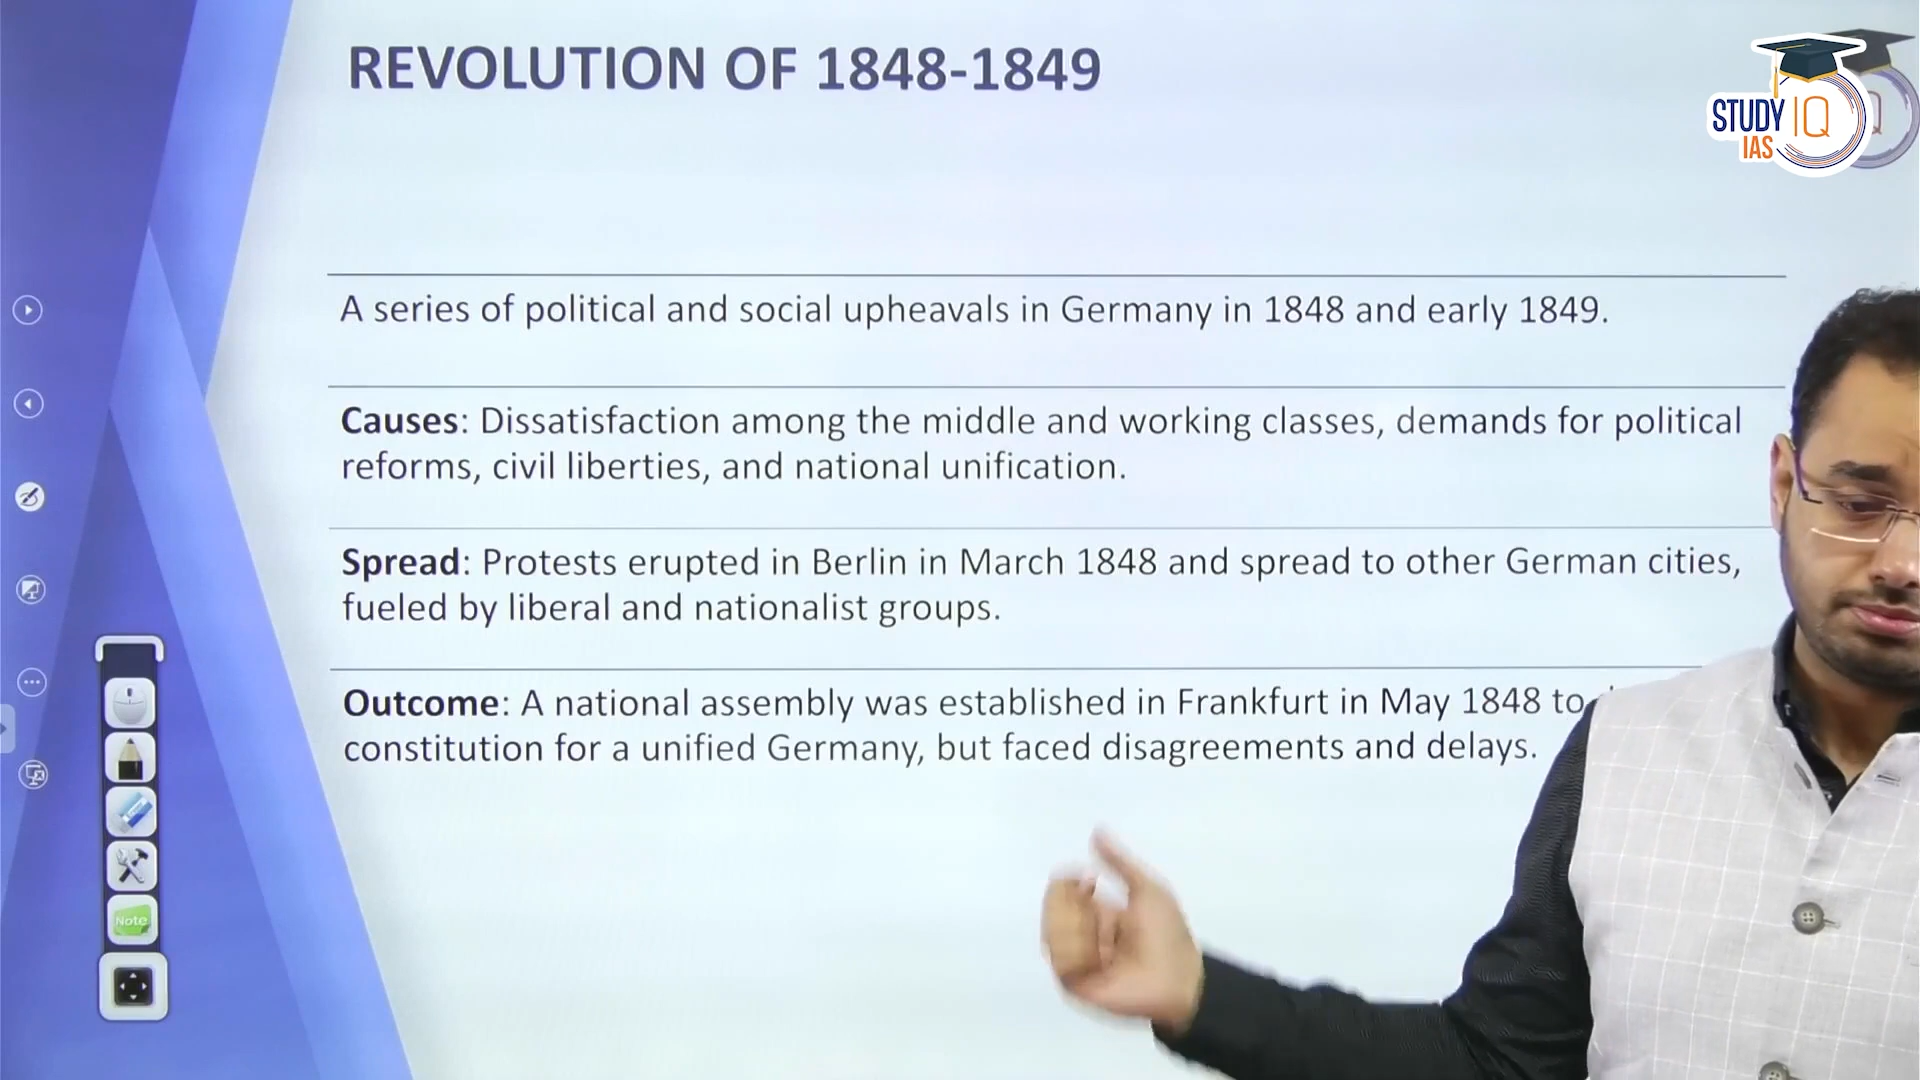 REVOLUTION OF 1848-1849
STUDY IQ
IAS
A series of political and social upheavals in Germany in 1848 and early 1849.
Causes: Dissatisfaction among the middle and working classes, demands for political
reforms, civil liberties, and national unification.
Spread: Protests erupted in Berlin in March 1848 and spread to other German cities,
fueled by liberal and nationalist groups.
Outcome: A national assembly was established in Frankfurt in May 1848 to
constitution for a unified Germany, but faced disagreements and delays.
Note